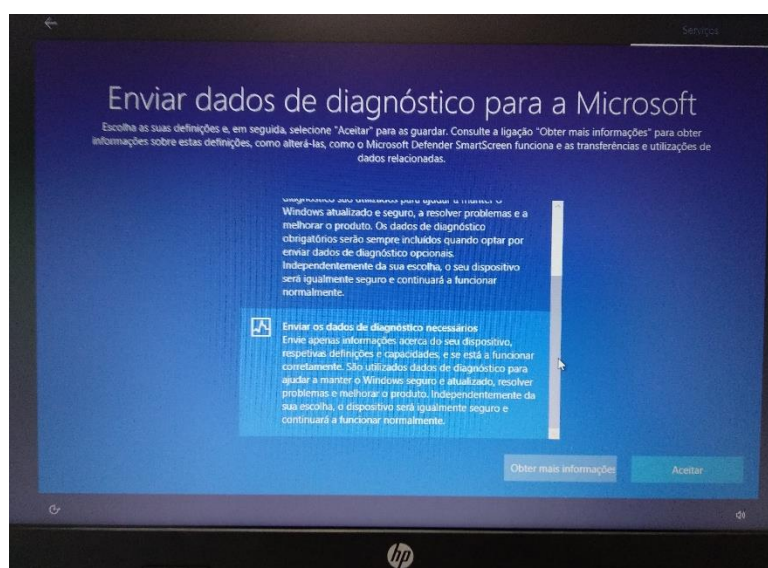 Serviços
Enviar dados de diagnóstico para a Microsoft
Escolha as suas definições e, em seguida, selecione "Aceitar" para as guardar. Consulte a ligação "Obter mais informações" para obter
informações sobre estas definições, como alterá-las, como o Microsoft Defender SmartScreen funciona e as transferências e utilizações de
dados relacionadas.
diagnóstico são utilizados para ajudar a manter o
Windows atualizado e seguro, a resolver problemas e a
melhorar o produto. Os dados de diagnóstico
obrigatórios serão sempre incluídos quando optar por
enviar dados de diagnóstico opcionais.
Independentemente da sua escolha, o seu dispositivo
será igualmente seguro e continuará a funcionar
normalmente.
Enviar os dados de diagnóstico necessários
Envie apenas informações acerca do seu dispositivo,
respetivas definições e capacidades, e se está a funcionar
corretamente. São utilizados dados de diagnóstico para
ajudar a manter o Windows seguro e atualizado, resolver
problemas e melhorar o produto. Independentemente da
sua escolha, o dispositivo será igualmente seguro e
continuará a funcionar normalmente.
Obter mais informações
Aceitar
hp